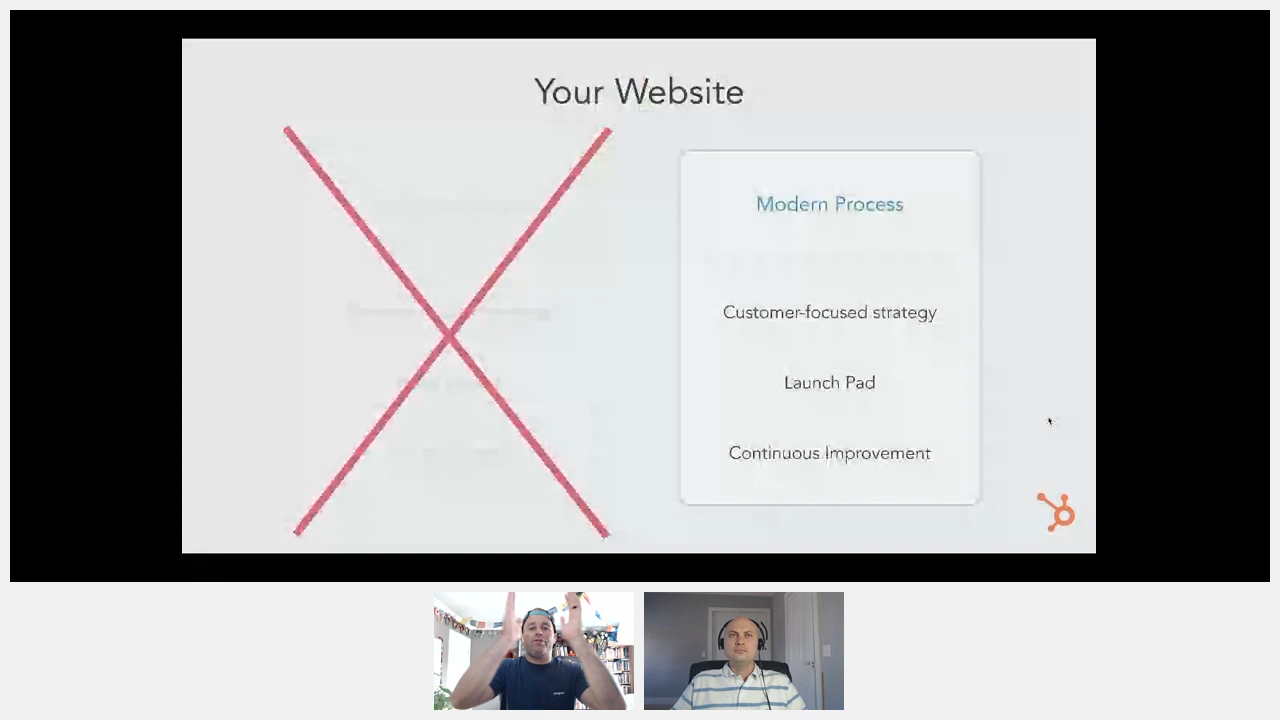 Your Website
Modern Process
Customer-focused strategy
Launch Pad
Continuous Improvement